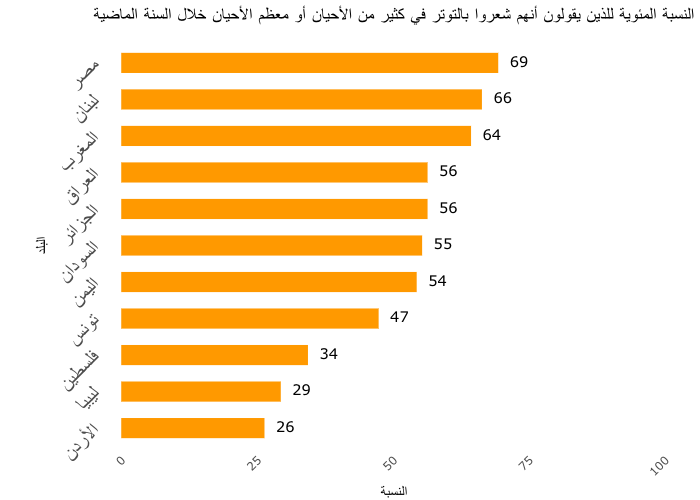 النسبة المئوية للذين يقولون أنهم شعروا بالتوتر في كثير من الأحيان أو معظم الأحيان خلال السنة الماضية
مصر 69
لبنان 66
المغرب 64
العراق 56
الجزائر 56
السودان 55
اليمن 54
تونس 47
فلسطين 34
ليبيا 29
الأردن 26
البلد
0 25 50 75 100
النسبة